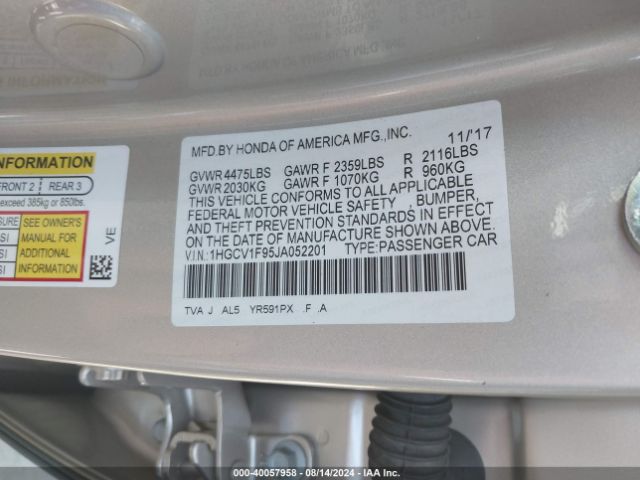 MFD.BY HONDA OF AMERICA MFG.,INC. 11/'17
GVWR 4475LBS GAWR F 2359LBS R 2116LBS
GVWR 2030KG GAWR F 1070KG R 960KG
THIS VEHICLE CONFORMS TO ALL APPLICABLE
FEDERAL MOTOR VEHICLE SAFETY , BUMPER,
AND THEFT PREVENTION STANDARDS IN EFFECT
ON THE DATE OF MANUFACTURE SHOWN ABOVE.
V.I.N.: 1HGCV1F95JA052201 TYPE:PASSENGER CAR
TVA J AL5 YR591PX .F .A
INFORMATION
FRONT 2 REAR 3
exceed 385kg or 850lbs.
SEE OWNER'S
MANUAL FOR
ADDITIONAL
INFORMATION
VE
000-40057958 - 08/14/2024 - IAA Inc.